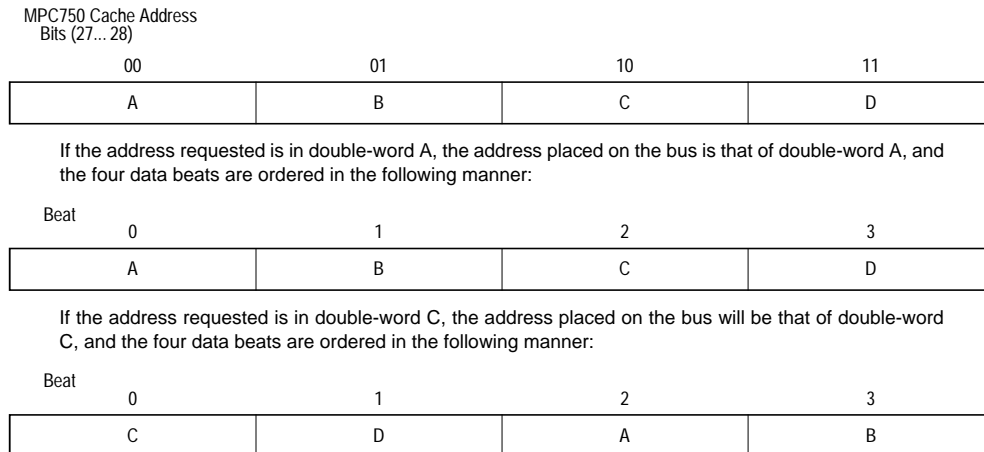 MPC750 Cache Address
Bits (27... 28)
00 01 10 11
A B C D
If the address requested is in double-word A, the address placed on the bus is that of double-word A, and
the four data beats are ordered in the following manner:
Beat
0 1 2 3
A B C D
If the address requested is in double-word C, the address placed on the bus will be that of double-word
C, and the four data beats are ordered in the following manner:
Beat
0 1 2 3
C D A B